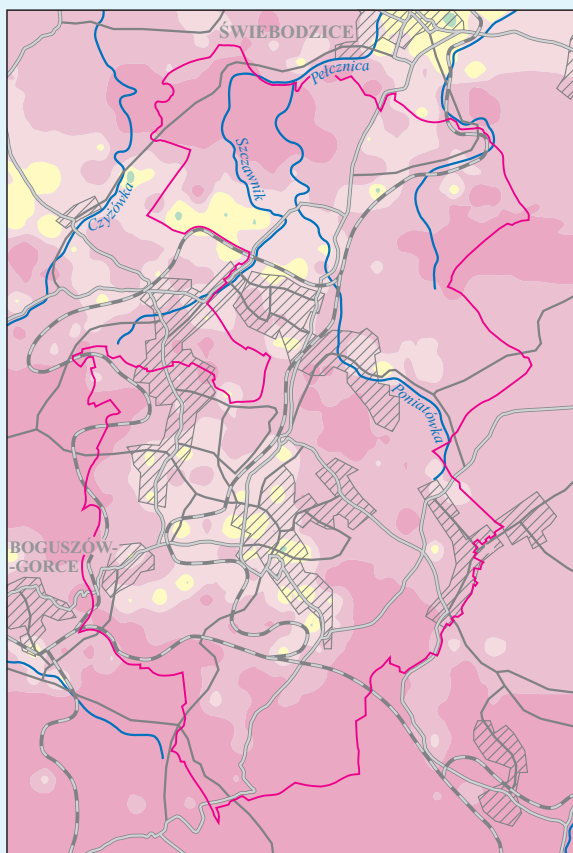 ŚWIEBODZICE
Pełcznica
Szczawnik
Czyżówka
Poniatówka
BOGUSZÓW-
-GORCE